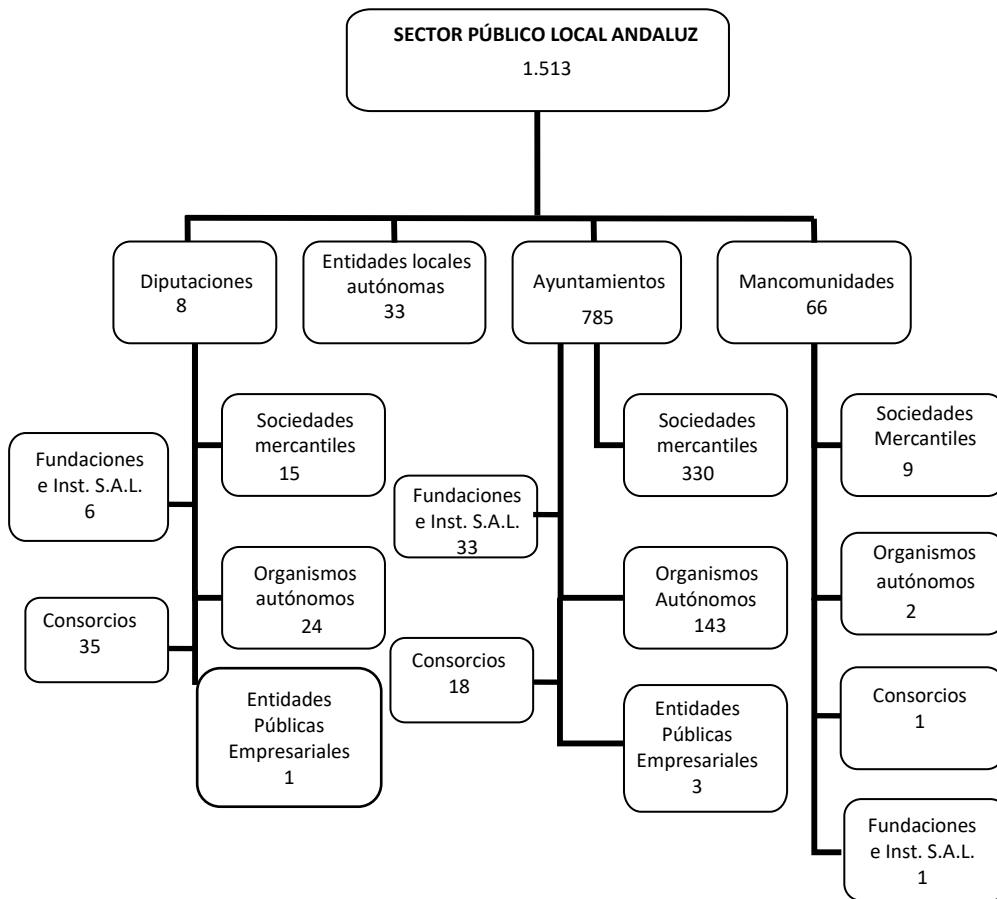 SECTOR PÚBLICO LOCAL ANDALUZ
1.513
Diputaciones
8
Entidades locales
autónomas
33
Ayuntamientos
785
Mancomunidades
66
Fundaciones
e Inst. S.A.L.
6
Consorcios
35
Sociedades
mercantiles
15
Organismos
autónomos
24
Entidades
Públicas
Empresariales
1
Fundaciones
e Inst. S.A.L.
33
Consorcios
18
Sociedades
mercantiles
330
Organismos
Autónomos
143
Entidades
Públicas
Empresariales
3
Sociedades
Mercantiles
9
Organismos
autónomos
2
Consorcios
1
Fundaciones
e Inst. S.A.L.
1